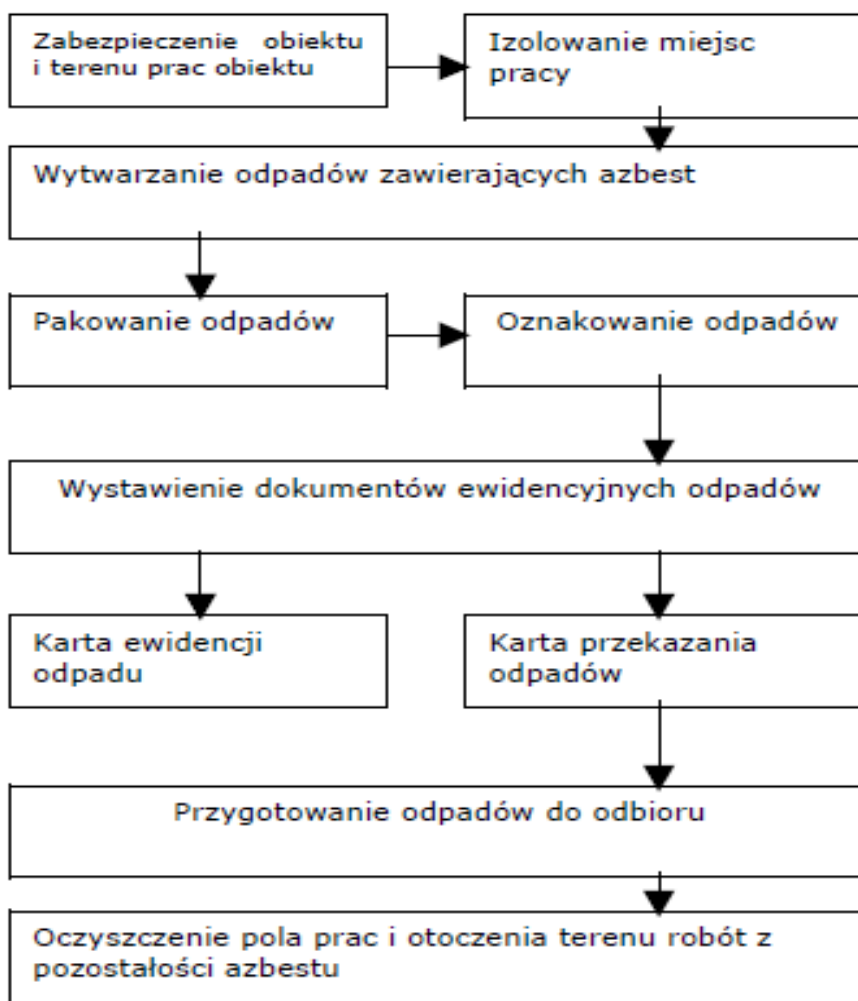 Zabezpieczenie obiektu
i terenu prac obiektu
Izolowanie miejsc
pracy
Wytwarzanie odpadów zawierających azbest
Pakowanie odpadów
Oznakowanie odpadów
Wystawienie dokumentów ewidencyjnych odpadów
Karta ewidencji
odpadu
Karta przekazania
odpadów
Przygotowanie odpadów do odbioru
Oczyszczenie pola prac i otoczenia terenu robót z
pozostałości azbestu